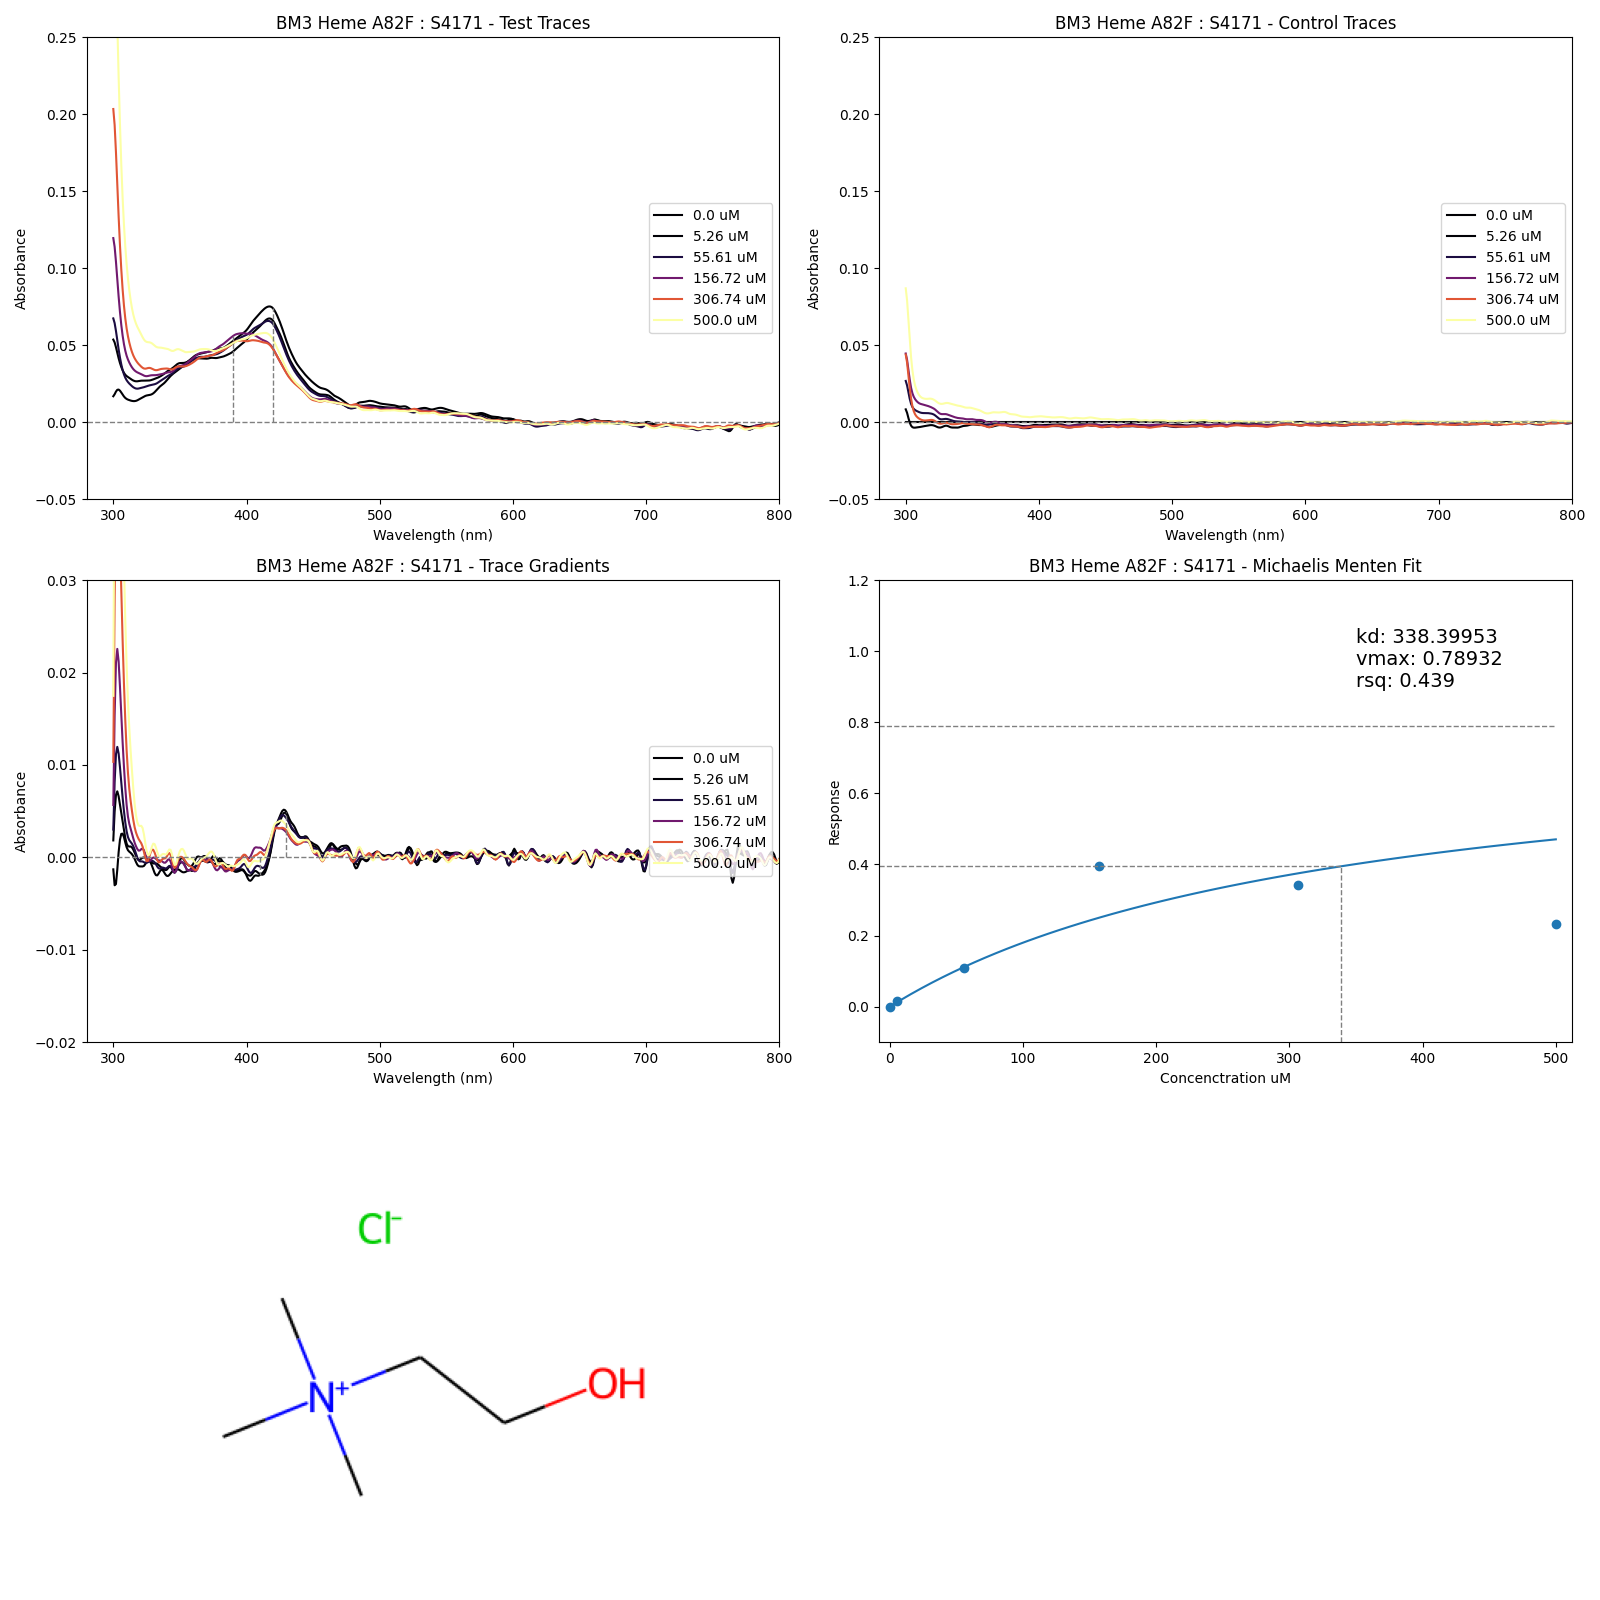 BM3 Heme A82F : S4171 - Test Traces
0.25
0.20
0.15
0.10
0.05
0.00
−0.05
Absorbance
0.0 uM
5.26 uM
55.61 uM
156.72 uM
306.74 uM
500.0 uM
300 400 500 600 700 800
Wavelength (nm)
BM3 Heme A82F : S4171 - Control Traces
0.25
0.20
0.15
0.10
0.05
0.00
−0.05
Absorbance
0.0 uM
5.26 uM
55.61 uM
156.72 uM
306.74 uM
500.0 uM
300 400 500 600 700 800
Wavelength (nm)
BM3 Heme A82F : S4171 - Trace Gradients
0.03
0.02
0.01
0.00
−0.01
−0.02
Absorbance
0.0 uM
5.26 uM
55.61 uM
156.72 uM
306.74 uM
500.0 uM
300 400 500 600 700 800
Wavelength (nm)
BM3 Heme A82F : S4171 - Michaelis Menten Fit
1.2
1.0
0.8
0.6
0.4
0.2
0.0
Response
kd: 338.39953
vmax: 0.78932
rsq: 0.439
0 100 200 300 400 500
Concenctration uM
Cl−
N+
OH